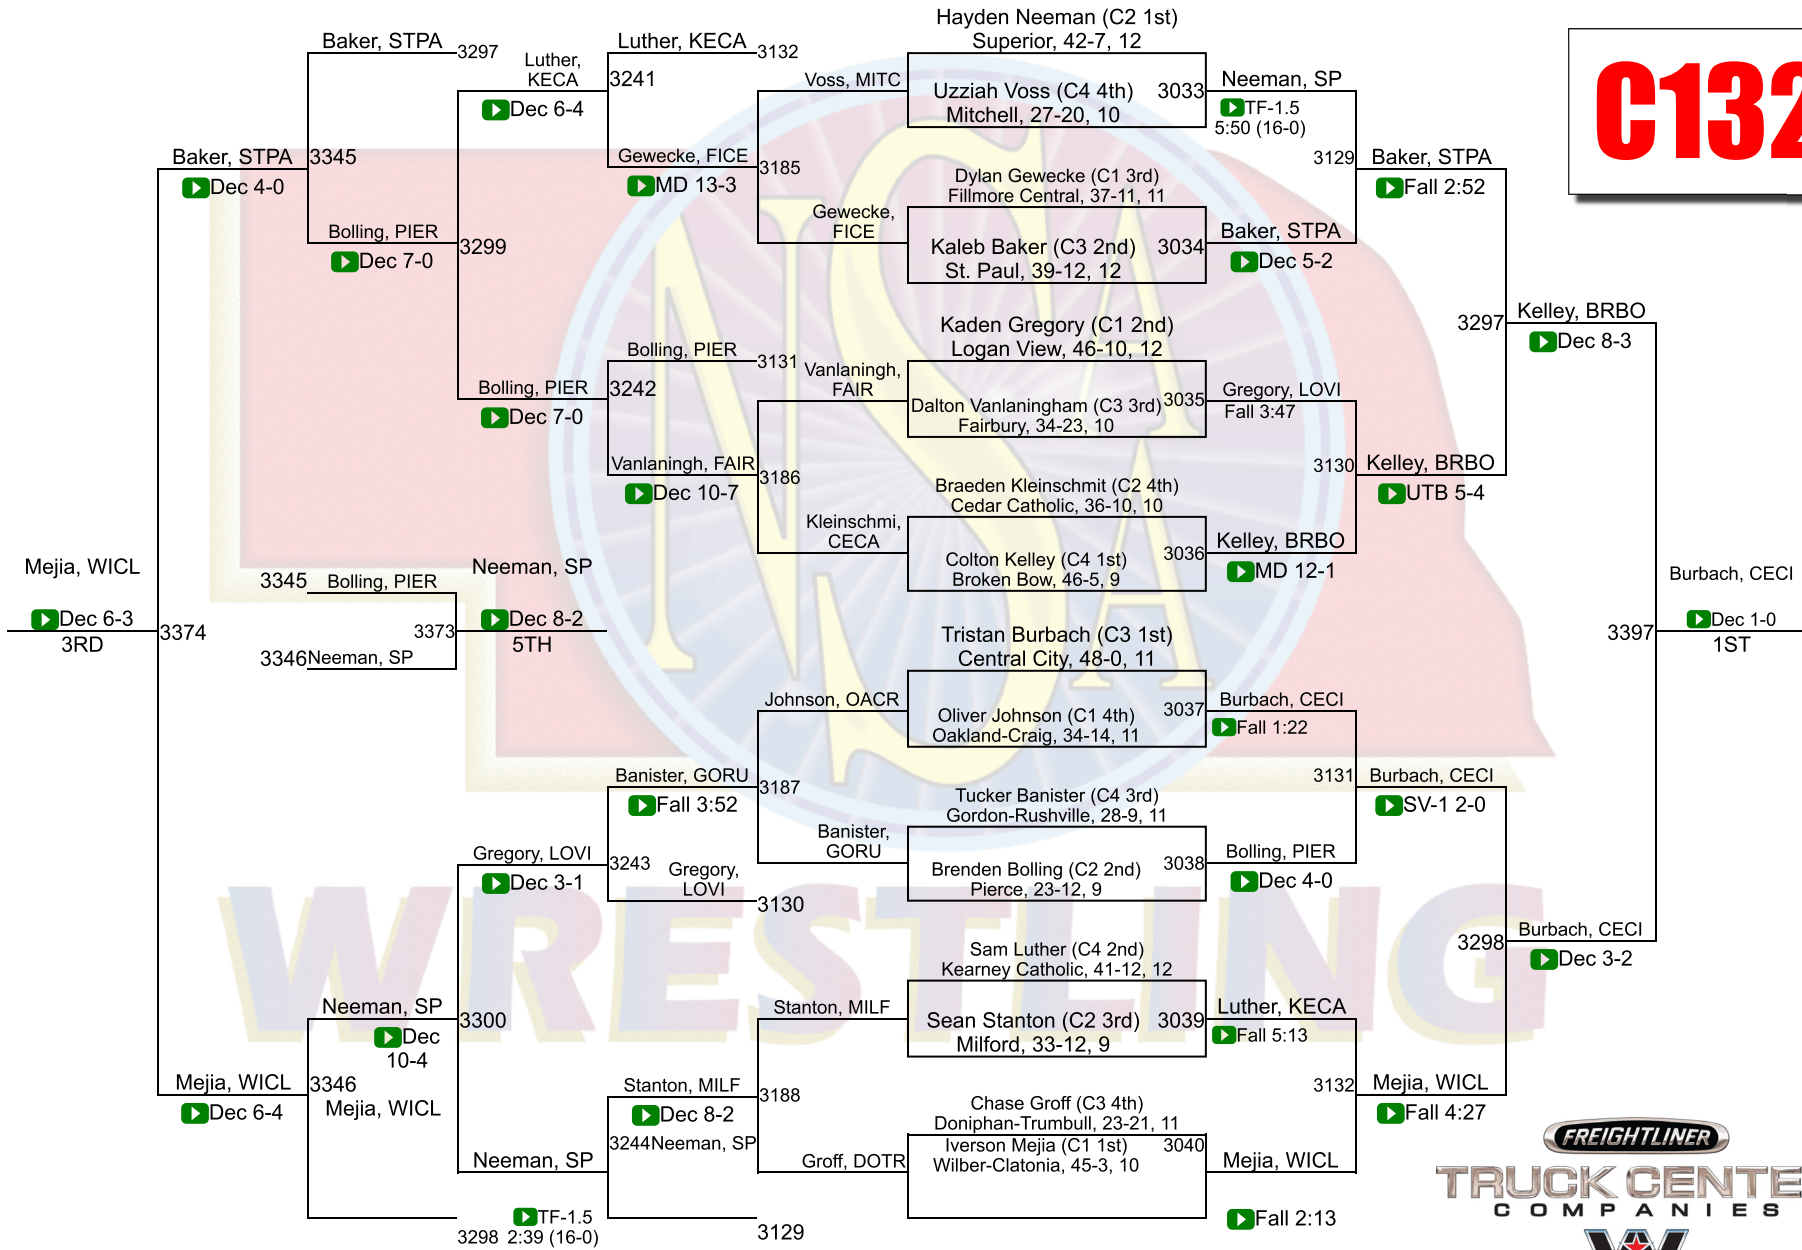 Hayden Neeman (C2 1st)
Superior, 42-7, 12
Uzziah Voss (C4 4th)
Mitchell, 27-20, 10
3033
Dylan Gewecke (C1 3rd)
Fillmore Central, 37-11, 11
Kaleb Baker (C3 2nd)
St. Paul, 39-12, 12
3034
Kaden Gregory (C1 2nd)
Logan View, 46-10, 12
Dalton Vanlaningham (C3 3rd)
Fairbury, 34-23, 10
3035
Braeden Kleinschmit (C2 4th)
Cedar Catholic, 36-10, 10
Colton Kelley (C4 1st)
Broken Bow, 46-5, 9
3036
Tristan Burbach (C3 1st)
Central City, 48-0, 11
Oliver Johnson (C1 4th)
Oakland-Craig, 34-14, 11
3037
Tucker Banister (C4 3rd)
Gordon-Rushville, 28-9, 11
Brenden Bolling (C2 2nd)
Pierce, 23-12, 9
3038
Sam Luther (C4 2nd)
Kearney Catholic, 41-12, 12
Sean Stanton (C2 3rd)
Milford, 33-12, 9
3039
Chase Groff (C3 4th)
Doniphan-Trumbull, 23-21, 11
Iverson Mejia (C1 1st)
Wilber-Clatonia, 45-3, 10
3040
Neeman, SP
TF-1.5
5:50 (16-0)
Baker, STPA
Dec 5-2
Gregory, LOVI
Fall 3:47
Kelley, BRBO
MD 12-1
Burbach, CECI
Fall 1:22
Bolling, PIER
Dec 4-0
Luther, KECA
Fall 5:13
Mejia, WICL
Fall 2:13
3129
Baker, STPA
Fall 2:52
3130
Kelley, BRBO
UTB 5-4
3131
Burbach, CECI
SV-1 2-0
3132
Mejia, WICL
Fall 4:27
3297
Kelley, BRBO
Dec 8-3
3298
Burbach, CECI
Dec 3-2
3397
Burbach, CECI
Dec 1-0
1ST
Voss, MITC
Gewecke,
FICE
3185
Vanlaningh,
FAIR
Kleinschmi,
CECA
3186
Johnson, OACR
Banister,
GORU
3187
Stanton, MILF
Groff, DOTR
3188
Luther, KECA
3132
Gewecke, FICE
MD 13-3
3241
Bolling, PIER
3131
Vanlaningh, FAIR
Dec 10-7
3242
Banister, GORU
Fall 3:52
3243
Gregory,
LOVI
3130
Stanton, MILF
Dec 8-2
3244
Neeman, SP
3129
Luther,
KECA
Dec 6-4
Bolling, PIER
Dec 7-0
3299
Gregory, LOVI
Dec 3-1
Neeman, SP
TF-1.5
2:39 (16-0)
3300
Baker, STPA
3297
Bolling, PIER
Dec 7-0
3345
Neeman, SP
Dec
10-4
3346
Mejia, WICL
3298
Baker, STPA
Dec 4-0
Mejia, WICL
Dec 6-4
3374
Mejia, WICL
Dec 6-3
3RD
3345
Bolling, PIER
3346
Neeman, SP
3373
Neeman, SP
Dec 8-2
5TH
C132
NSAA
WRESTLING
FREIGHTLINER
TRUCK CENTE
COMPANIES